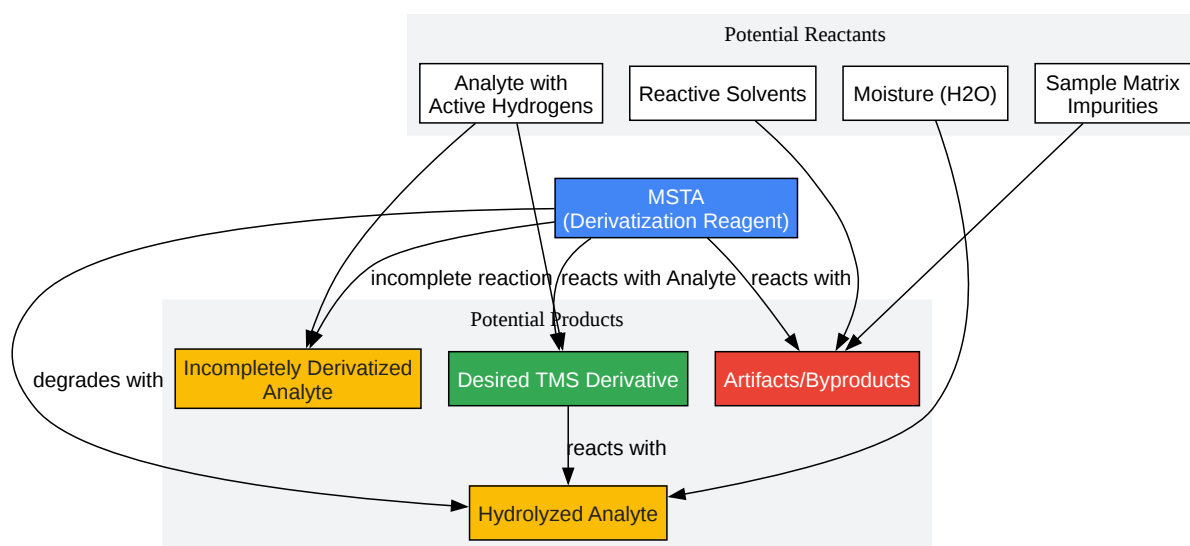 Potential Reactants
Analyte with
Active Hydrogens
Reactive Solvents
Moisture (H2O)
Sample Matrix
Impurities
MSTA
(Derivatization Reagent)
incomplete reaction
reacts with Analyte
reacts with
Potential Products
degrades with
Incompletely Derivatized
Analyte
Desired TMS Derivative
Artifacts/Byproducts
reacts with
Hydrolyzed Analyte